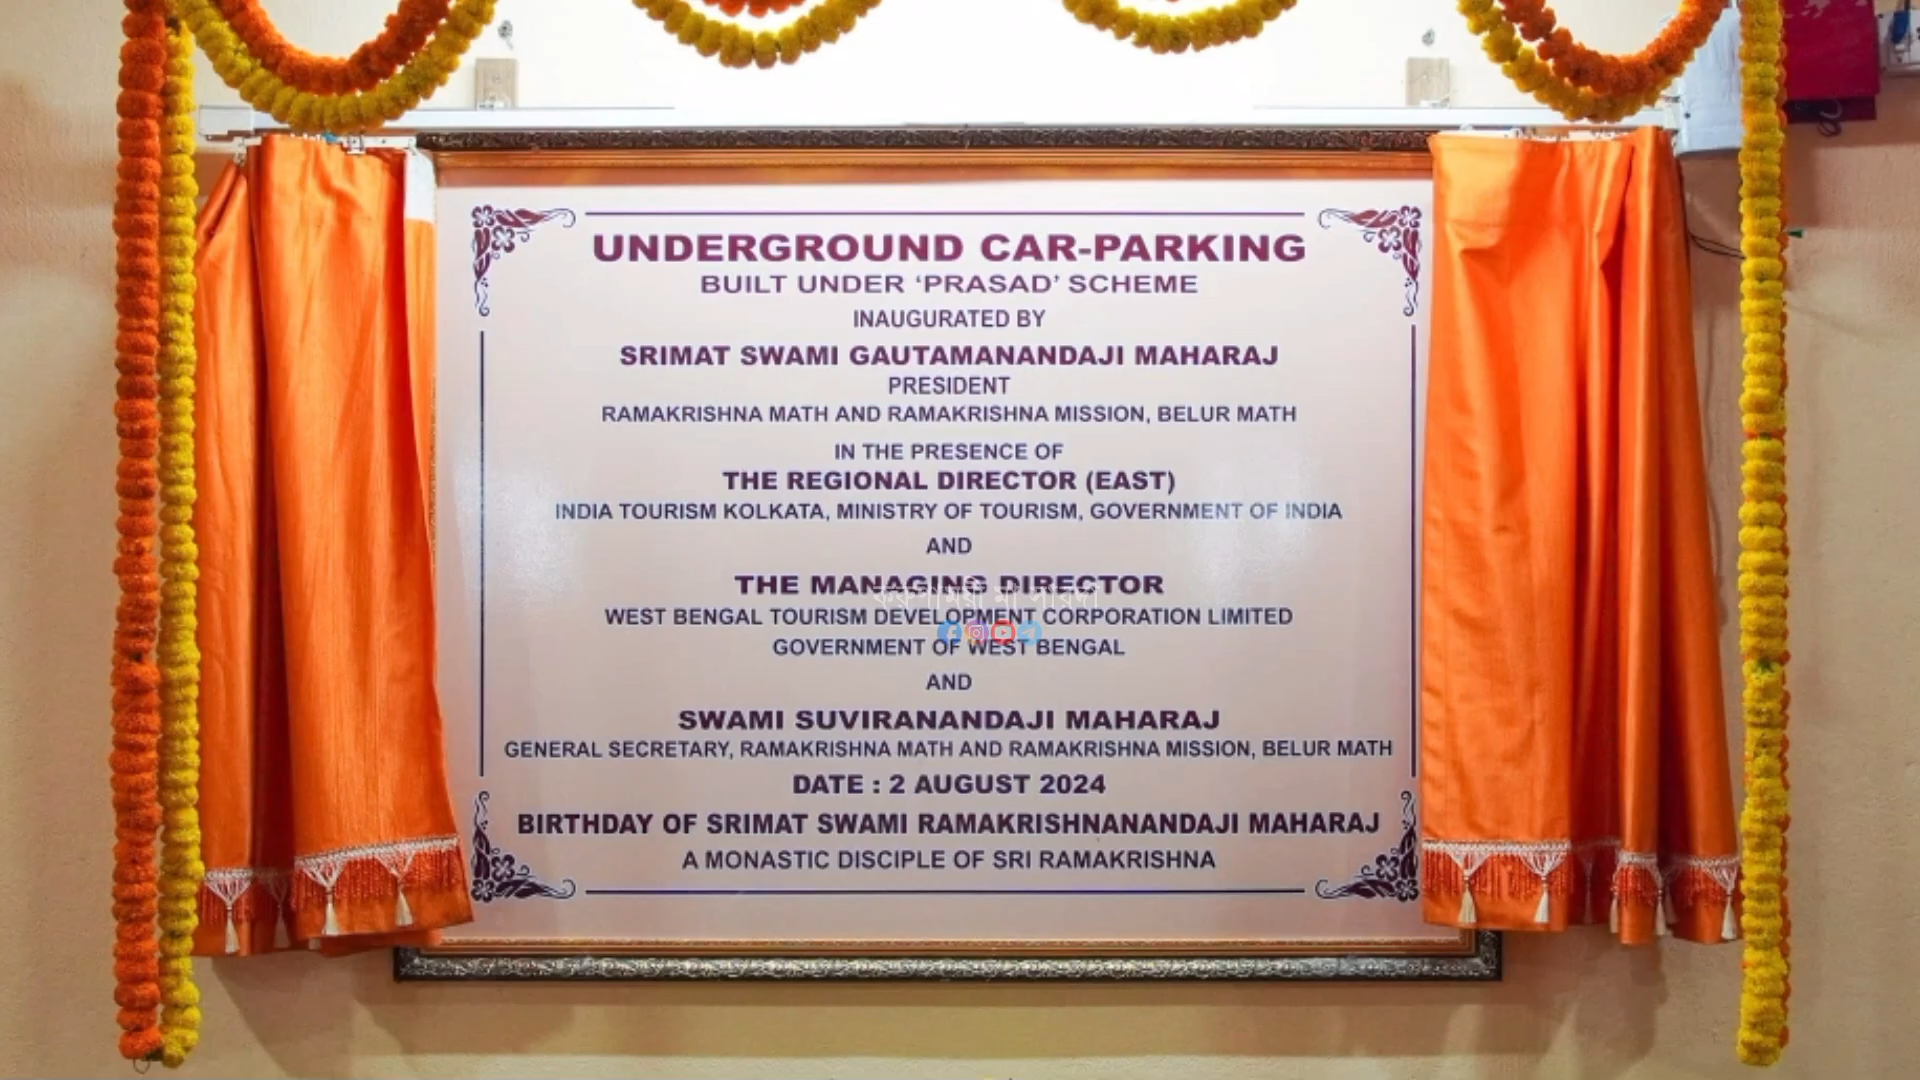 UNDERGROUND CAR-PARKING
BUILT UNDER ‘PRASAD’ SCHEME
INAUGURATED BY
SRIMAT SWAMI GAUTAMANANDAJI MAHARAJ
PRESIDENT
RAMAKRISHNA MATH AND RAMAKRISHNA MISSION, BELUR MATH
IN THE PRESENCE OF
THE REGIONAL DIRECTOR (EAST)
INDIA TOURISM KOLKATA, MINISTRY OF TOURISM, GOVERNMENT OF INDIA
AND
THE MANAGING DIRECTOR
WEST BENGAL TOURISM DEVELOPMENT CORPORATION LIMITED
GOVERNMENT OF WEST BENGAL
AND
SWAMI SUVIRANANDAJI MAHARAJ
GENERAL SECRETARY, RAMAKRISHNA MATH AND RAMAKRISHNA MISSION, BELUR MATH
DATE : 2 AUGUST 2024
BIRTHDAY OF SRIMAT SWAMI RAMAKRISHNANANDAJI MAHARAJ
A MONASTIC DISCIPLE OF SRI RAMAKRISHNA